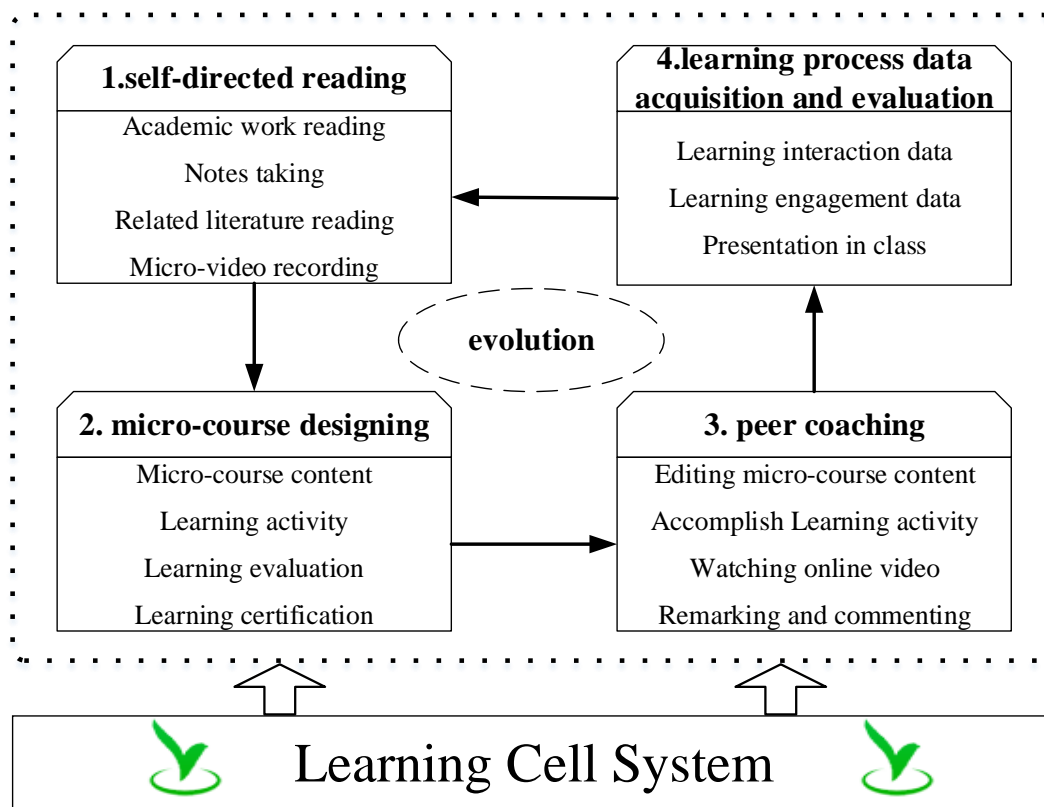 1.self-directed reading
Academic work reading
Notes taking
Related literature reading
Micro-video recording
4.learning process data
acquisition and evaluation
Learning interaction data
Learning engagement data
Presentation in class
evolution
2. micro-course designing
Micro-course content
Learning activity
Learning evaluation
Learning certification
3. peer coaching
Editing micro-course content
Accomplish Learning activity
Watching online video
Remarking and commenting
Learning Cell System